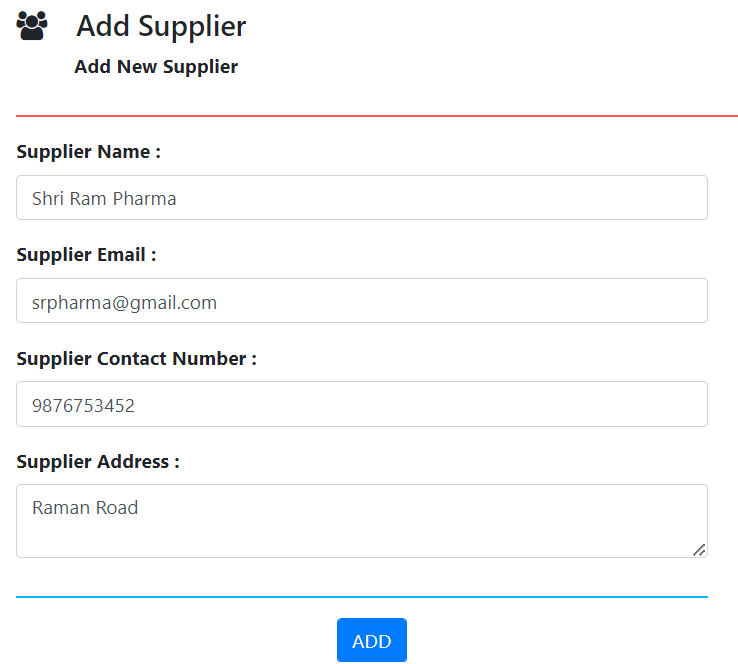 Add Supplier
Add New Supplier
Supplier Name :
Shri Ram Pharma
Supplier Email :
srpharma@gmail.com
Supplier Contact Number :
9876753452
Supplier Address :
Raman Road
ADD